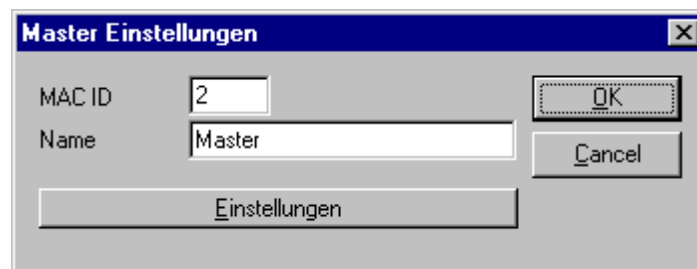 Master Einstellungen
MAC ID 2
OK
Name Master
Cancel
Einstellungen